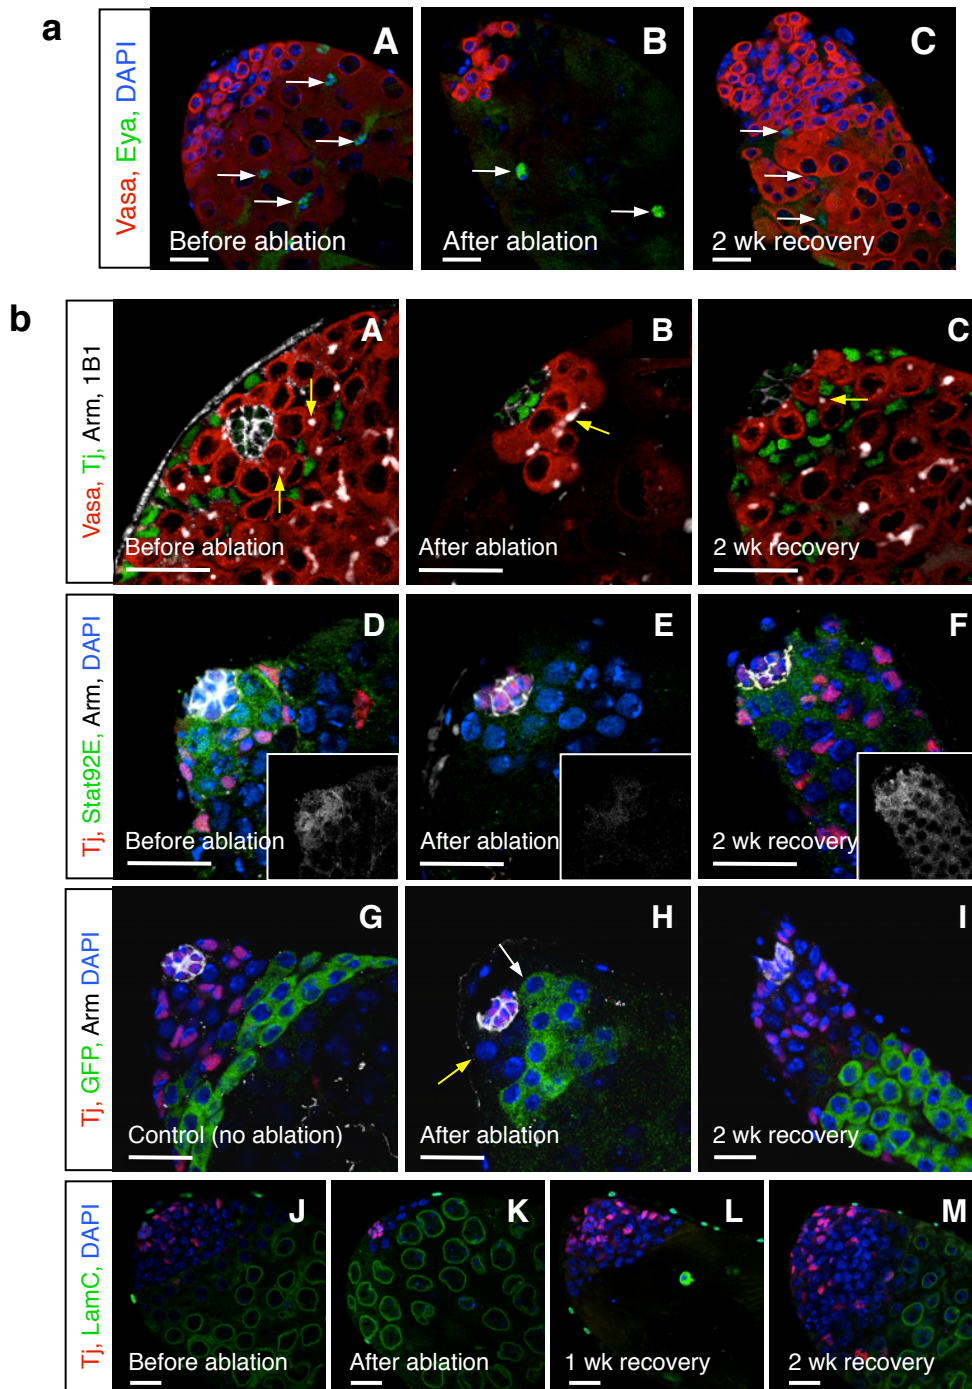 a
Vasa, Eya, DAPI
A
Before ablation
B
After ablation
C
2 wk recovery
b
Vasa, Tj, Arm, 1B1
A
Before ablation
B
After ablation
C
2 wk recovery
Tj, Stat92E, Arm, DAPI
D
Before ablation
E
After ablation
F
2 wk recovery
Tj, GFP, Arm DAPI
G
Control (no ablation)
H
After ablation
I
2 wk recovery
Tj, LamC, DAPI
J
Before ablation
K
After ablation
L
1 wk recovery
M
2 wk recovery